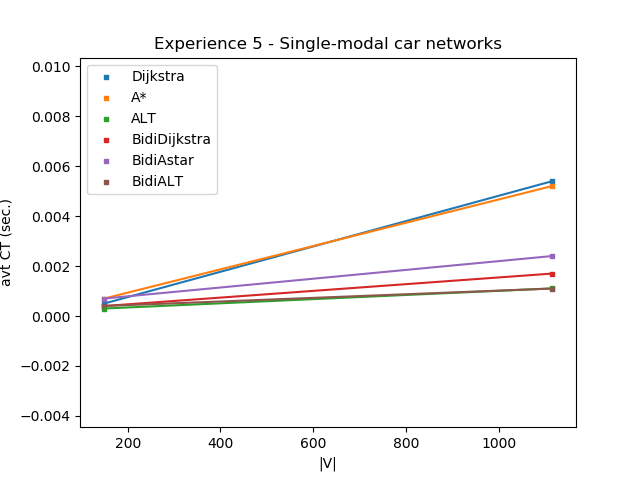 Experience 5 - Single-modal car networks
0.010
0.008
0.006
0.004
0.002
0.000
−0.002
−0.004
avt CT (sec.)
Dijkstra
A*
ALT
BidiDijkstra
BidiAstar
BidiALT
200 400 600 800 1000
|V|